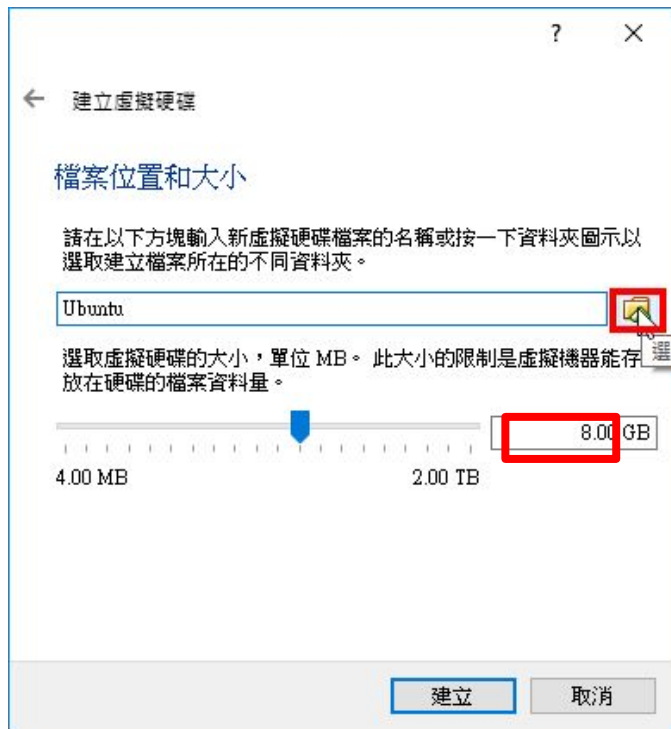 ?
建立虛擬硬碟
檔案位置和大小
請在以下方塊輸入新虛擬硬碟檔案的名稱或按一下資料夾圖示以
選取建立檔案所在的不同資料夾。
Ubuntu
選
選取虛擬硬碟的大小，單位 MB。 此大小的限制是虛擬機器能存
放在硬碟的檔案資料量。
8.00 GB
4.00 MB 2.00 TB
建立 取消